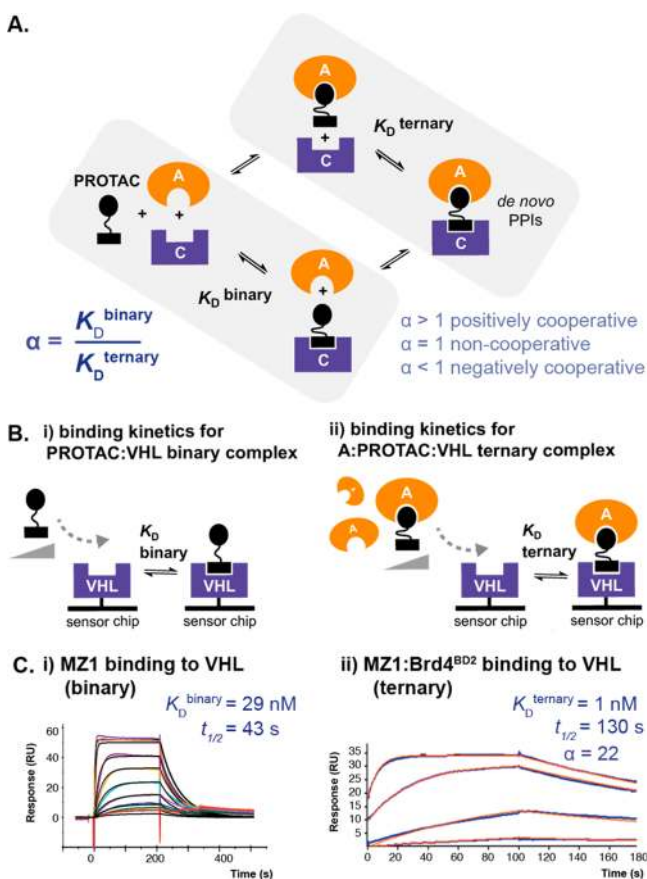 A.
A
+
C
K_D ternary
PROTAC
+
A
+
C
A
C
de novo
PPIs
K_D binary
A
+
C
α = K_D^binary / K_D^ternary
α > 1 positively cooperative
α = 1 non-cooperative
α < 1 negatively cooperative
B.
i) binding kinetics for
PROTAC:VHL binary complex
ii) binding kinetics for
A:PROTAC:VHL ternary complex
K_D
binary
VHL
VHL
sensor chip
sensor chip
A
A
K_D
ternary
VHL
A
VHL
sensor chip
sensor chip
C.
i) MZ1 binding to VHL
(binary)
K_D^binary = 29 nM
t_1/2 = 43 s
Response (RU)
60
40
20
0
0
200
400
Time (s)
ii) MZ1:Brd4^BD2 binding to VHL
(ternary)
K_D^ternary = 1 nM
t_1/2 = 130 s
α = 22
Response (RU)
35
30
25
20
15
10
5
0 20 40 60 80 100 120 140 160 180
Time (s)